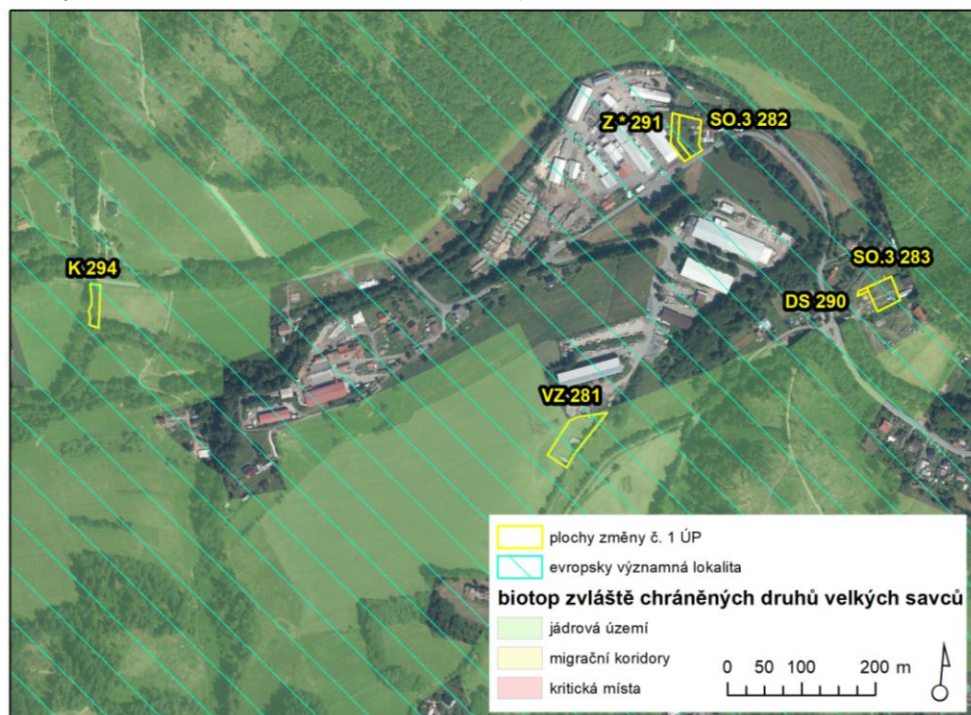 Z * 291
SO.3 282
K 294
SO.3 283
DS 290
VZ 281
plochy změny č. 1 ÚP
evropsky významná lokalita
biotop zvláště chráněných druhů velkých savců
jádrová území
migrační koridory
kritická místa
0 50 100 200 m